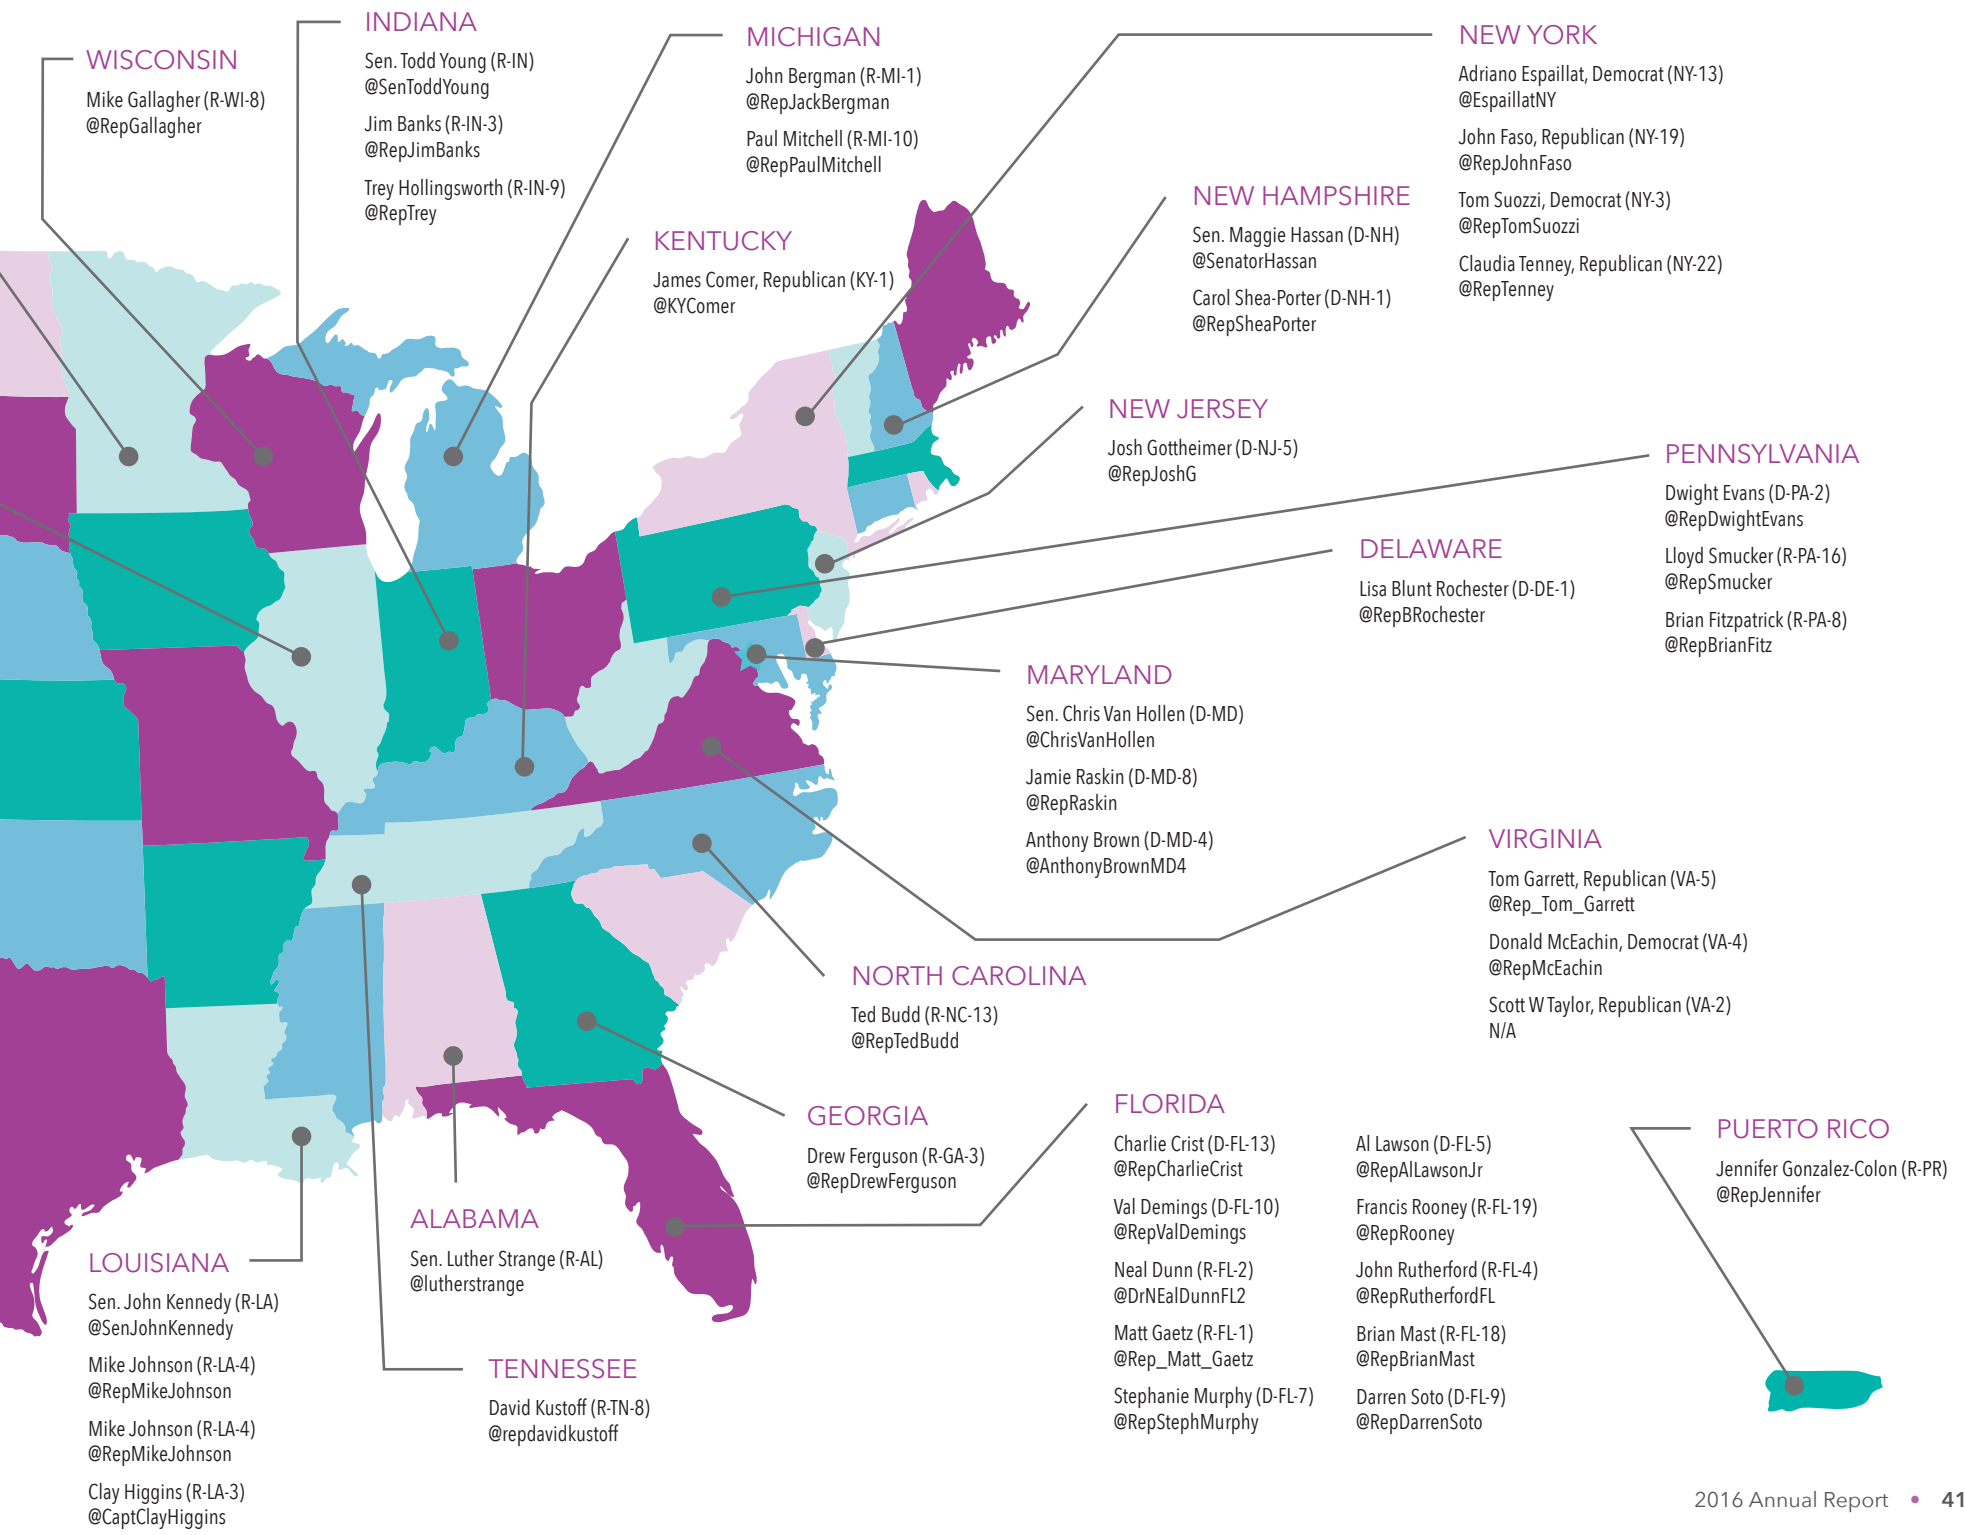 WISCONSIN
Mike Gallagher (R-WI-8)
@RepGallagher
INDIANA
Sen. Todd Young (R-IN)
@SenToddYoung
Jim Banks (R-IN-3)
@RepJimBanks
Trey Hollingsworth (R-IN-9)
@RepTrey
MICHIGAN
John Bergman (R-MI-1)
@RepJackBergman
Paul Mitchell (R-MI-10)
@RepPaulMitchell
KENTUCKY
James Comer, Republican (KY-1)
@KYComer
NEW YORK
Adriano Espaillat, Democrat (NY-13)
@EspaillatNY
John Faso, Republican (NY-19)
@RepJohnFaso
Tom Suozzi, Democrat (NY-3)
@RepTomSuozzi
Claudia Tenney, Republican (NY-22)
@RepTenney
NEW HAMPSHIRE
Sen. Maggie Hassan (D-NH)
@SenatorHassan
Carol Shea-Porter (D-NH-1)
@RepSheaPorter
NEW JERSEY
Josh Gottheimer (D-NJ-5)
@RepJoshG
PENNSYLVANIA
Dwight Evans (D-PA-2)
@RepDwightEvans
Lloyd Smucker (R-PA-16)
@RepSmucker
Brian Fitzpatrick (R-PA-8)
@RepBrianFitz
DELAWARE
Lisa Blunt Rochester (D-DE-1)
@RepBRochester
MARYLAND
Sen. Chris Van Hollen (D-MD)
@ChrisVanHollen
Jamie Raskin (D-MD-8)
@RepRaskin
Anthony Brown (D-MD-4)
@AnthonyBrownMD4
VIRGINIA
Tom Garrett, Republican (VA-5)
@Rep_Tom_Garrett
Donald McEachin, Democrat (VA-4)
@RepMcEachin
Scott W Taylor, Republican (VA-2)
N/A
NORTH CAROLINA
Ted Budd (R-NC-13)
@RepTedBudd
GEORGIA
Drew Ferguson (R-GA-3)
@RepDrewFerguson
FLORIDA
Charlie Crist (D-FL-13)
@RepCharlieCrist
Val Demings (D-FL-10)
@RepValDemings
Neal Dunn (R-FL-2)
@DrNEalDunnFL2
Matt Gaetz (R-FL-1)
@Rep_Matt_Gaetz
Stephanie Murphy (D-FL-7)
@RepStephMurphy
Al Lawson (D-FL-5)
@RepAlLawsonJr
Francis Rooney (R-FL-19)
@RepRooney
John Rutherford (R-FL-4)
@RepRutherfordFL
Brian Mast (R-FL-18)
@RepBrianMast
Darren Soto (D-FL-9)
@RepDarrenSoto
PUERTO RICO
Jennifer Gonzalez-Colon (R-PR)
@RepJennifer
ALABAMA
Sen. Luther Strange (R-AL)
@lutherstrange
LOUISIANA
Sen. John Kennedy (R-LA)
@SenJohnKennedy
Mike Johnson (R-LA-4)
@RepMikeJohnson
Mike Johnson (R-LA-4)
@RepMikeJohnson
Clay Higgins (R-LA-3)
@CaptClayHiggins
TENNESSEE
David Kustoff (R-TN-8)
@repdavidkustoff
2016 Annual Report • 41